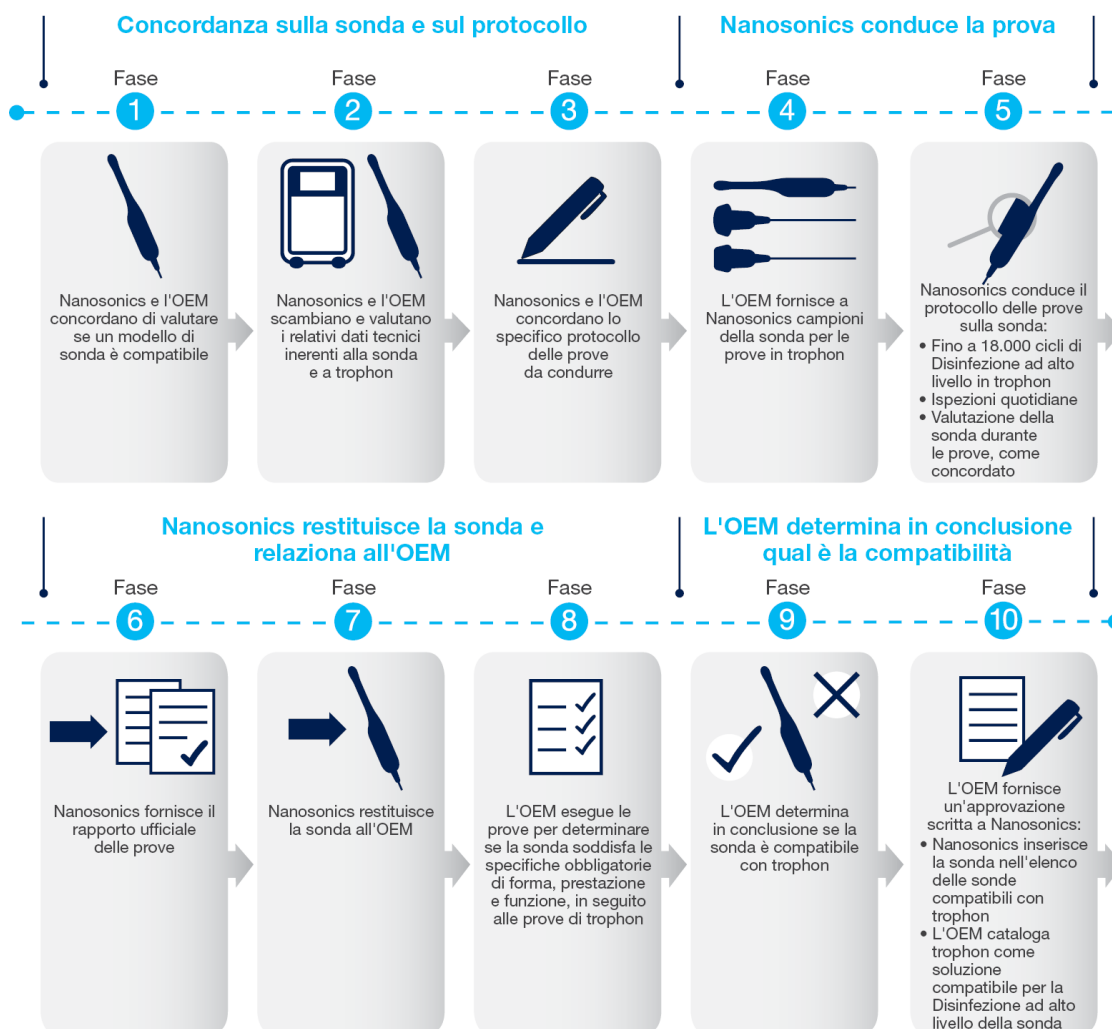 Concordanza sulla sonda e sul protocollo
Nanosonics conduce la prova
Fase
1
Nanosonics e l'OEM
concordano di valutare
se un modello di
sonda è compatibile
Fase
2
Nanosonics e l'OEM
scambiano e valutano
i relativi dati tecnici
inerenti alla sonda
e a trophon
Fase
3
Nanosonics e l'OEM
concordano lo
specifico protocollo
delle prove
da condurre
Fase
4
L'OEM fornisce a
Nanosonics campioni
della sonda per le
prove in trophon
Fase
5
Nanosonics conduce il
protocollo delle prove
sulla sonda:
• Fino a 18.000 cicli di
Disinfezione ad alto
livello in trophon
• Ispezioni quotidiane
• Valutazione della
sonda durante
le prove, come
concordato
Nanosonics restituisce la sonda e
relaziona all'OEM
L'OEM determina in conclusione
qual è la compatibilità
Fase
6
Nanosonics fornisce il
rapporto ufficiale
delle prove
Fase
7
Nanosonics restituisce
la sonda all'OEM
Fase
8
L'OEM esegue le
prove per determinare
se la sonda soddisfa le
specifiche obbligatorie
di forma, prestazione
e funzione, in seguito
alle prove di trophon
Fase
9
L'OEM determina
in conclusione se la
sonda è compatibile
con trophon
Fase
10
L'OEM fornisce
un'approvazione
scritta a Nanosonics:
• Nanosonics inserisce
la sonda nell'elenco
delle sonde
compatibili con
trophon
• L'OEM cataloga
trophon come
soluzione
compatibile per la
Disinfezione ad alto
livello della sonda